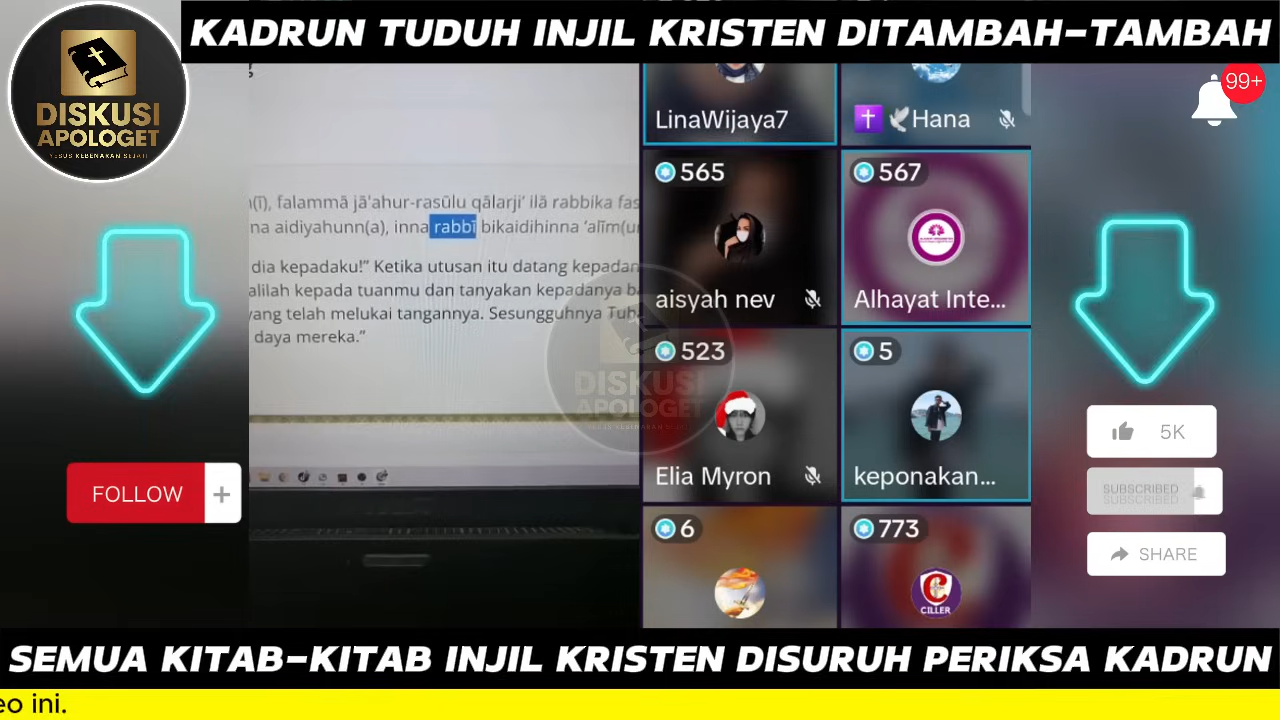 KADRUN TUDUH INJIL KRISTEN DITAMBAH-TAMBAH
DISKUSI
APOLOGET
YESUS KEBENARAN SEJATI
99+
LinaWijaya7
Hana
565
567
falammā jā'ahur-rasūlu qālarji‘ ilā rabbika fas
na aidiyahunn(a), inna rabbī bikaidihinna ‘alīm(un
dia kepadaku!” Ketika utusan itu datang kepadan
alilah kepada tuanmu dan tanyakan kepadanya ba
yang telah melukai tangannya. Sesungguhnya Tuh
daya mereka.”
aisyah nev
Alhayat Inte...
523
5
DISKUSI
APOLOGET
Elia Myron
keponakan...
6
773
CILLER
FOLLOW +
5K
SUBSCRIBED
SHARE
SEMUA KITAB-KITAB INJIL KRISTEN DISURUH PERIKSA KADRUN
eo ini.